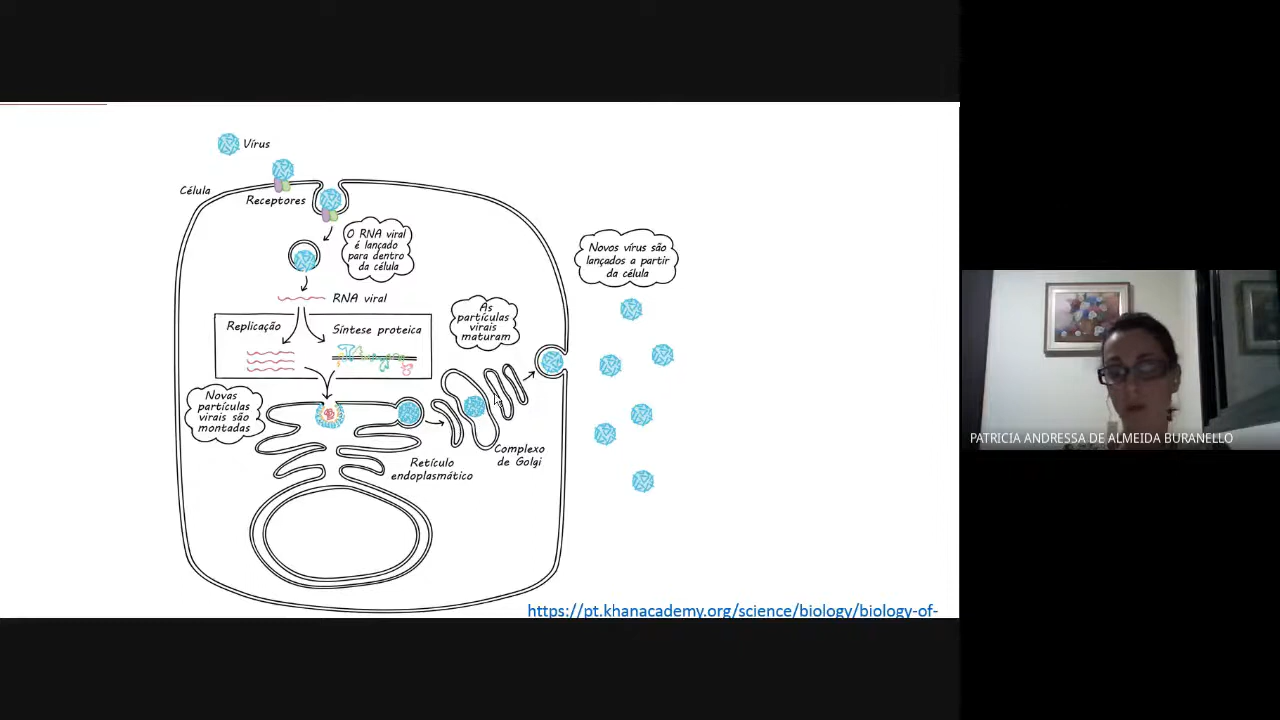 Vírus
Célula
Receptores
O RNA viral
é lançado
para dentro
da célula
RNA viral
Replicação
Síntese proteica
As
partículas
virais
maturam
Novos vírus são
lançados a partir
da célula
Novas
partículas
virais são
montadas
Retículo
endoplasmático
Complexo
de Golgi
https://pt.khanacademy.org/science/biology/biology-of-
PATRICIA ANDRESSA DE ALMEIDA BURANELLO